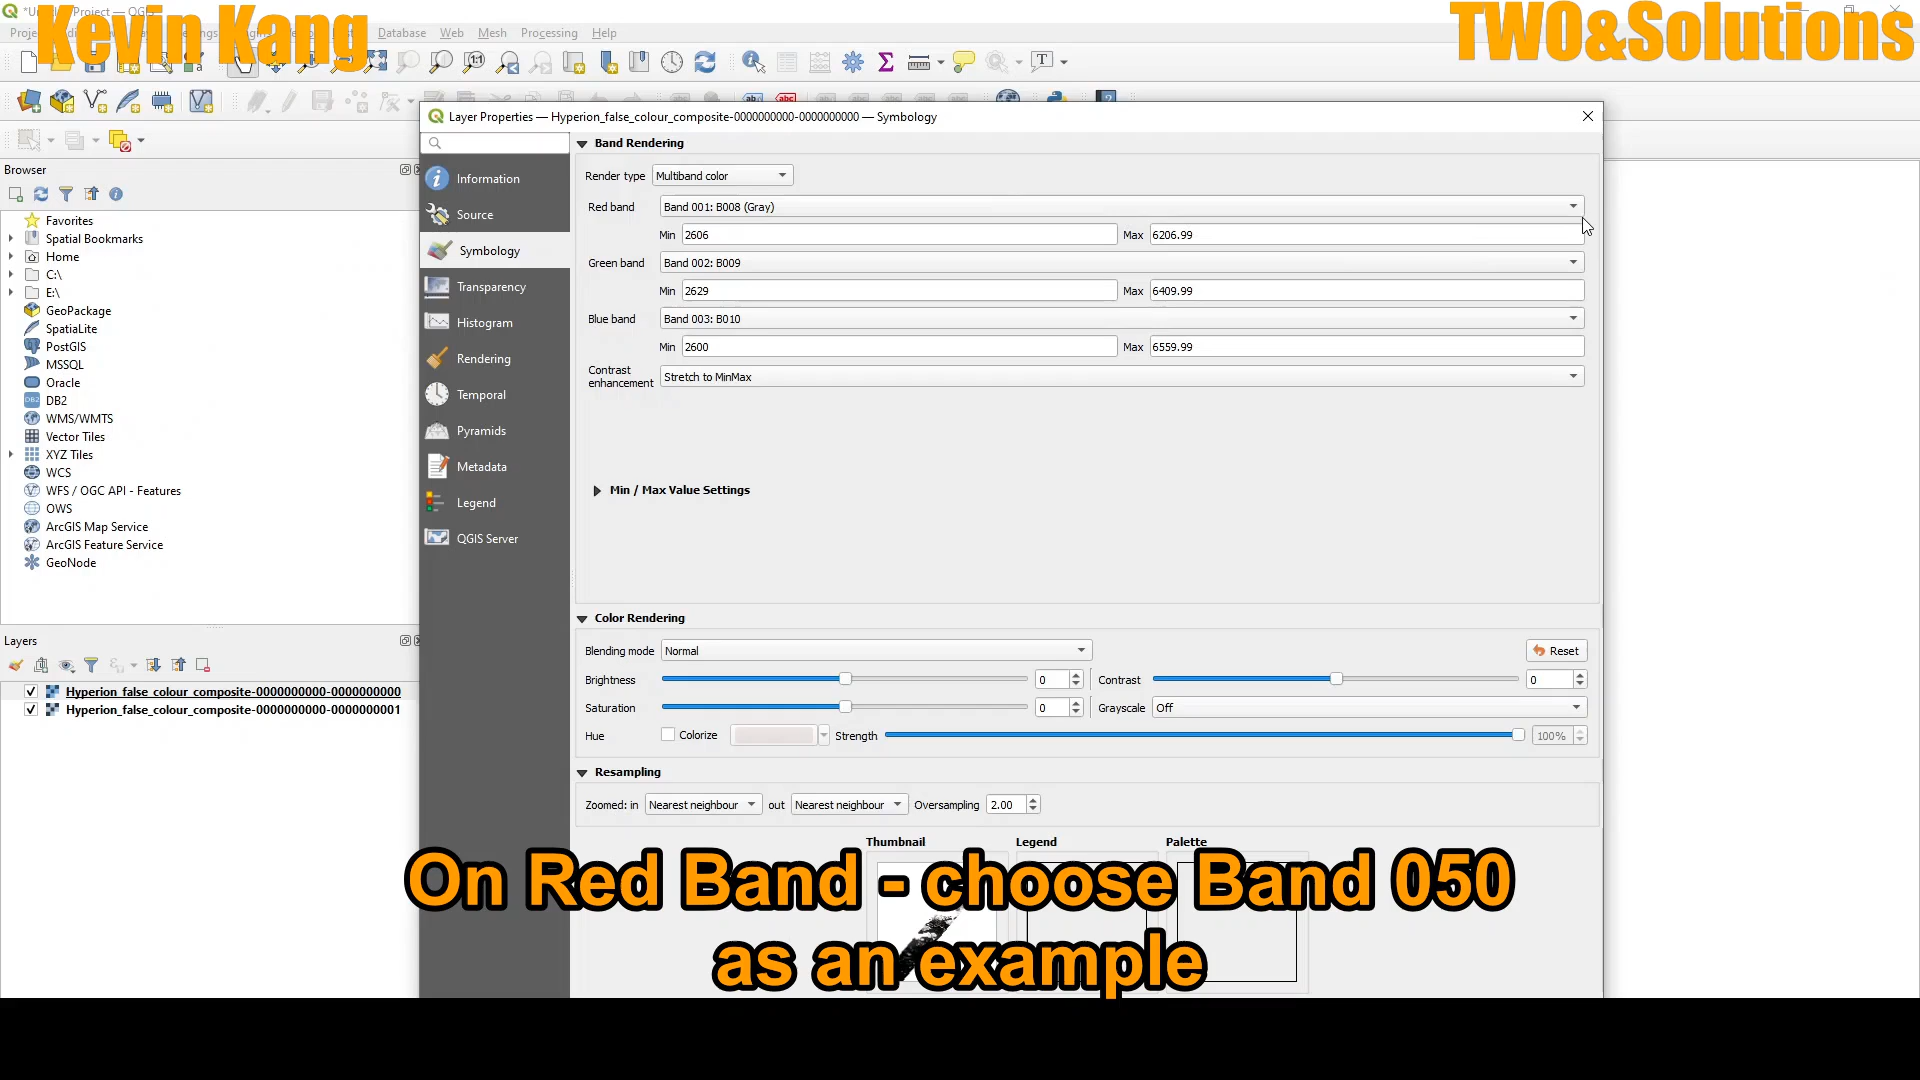 *Untitled Project — QGIS
Kevin Kang
TWO&Solutions
Database Web Mesh Processing Help
Layer Properties — Hyperion_false_colour_composite-0000000000-0000000000 — Symbology
Browser
Favorites
Spatial Bookmarks
Home
C:\
E:\
GeoPackage
SpatiaLite
PostGIS
MSSQL
Oracle
DB2
WMS/WMTS
Vector Tiles
XYZ Tiles
WCS
WFS / OGC API - Features
OWS
ArcGIS Map Service
ArcGIS Feature Service
GeoNode
Layers
Hyperion_false_colour_composite-0000000000-0000000000
Hyperion_false_colour_composite-0000000000-0000000001
Information
Source
Symbology
Transparency
Histogram
Rendering
Temporal
Pyramids
Metadata
Legend
QGIS Server
Band Rendering
Render type Multiband color
Red band Band 001: B008 (Gray)
Min 2606 Max 6206.99
Green band Band 002: B009
Min 2629 Max 6409.99
Blue band Band 003: B010
Min 2600 Max 6559.99
Contrast
enhancement Stretch to MinMax
Min / Max Value Settings
Color Rendering
Blending mode Normal Reset
Brightness 0 Contrast 0
Saturation 0 Grayscale Off
Hue Colorize Strength 100%
Resampling
Zoomed: in Nearest neighbour out Nearest neighbour Oversampling 2.00
Thumbnail Legend Palette
On Red Band - choose Band 050
as an example